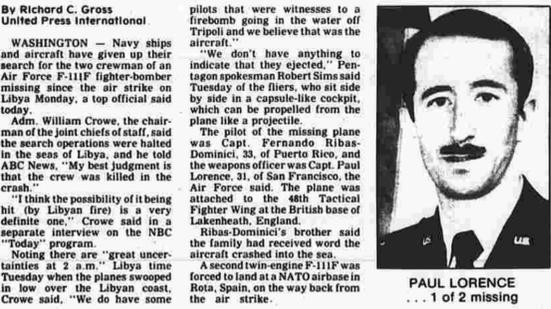 By Richard C. Gross
United Press International
WASHINGTON — Navy ships
and aircraft have given up their
search for the two crewman of an
Air Force F-111F fighter-bomber
missing since the air strike on
Libya Monday, a top official said
today.
Adm. William Crowe, the chair-
man of the joint chiefs of staff, said
the search operations were halted
in the seas of Libya, and he told
ABC News, "My best judgment is
that the crew was killed in the
crash."
"I think the possibility of it being
hit (by Libyan fire) is a very
definite one," Crowe said in a
separate interview on the NBC
"Today" program.
Noting there are "great uncer-
tainties at 2 a.m." Libya time
Tuesday when the planes swooped
in low over the Libyan coast,
Crowe said, "We do have some
pilots that were witnesses to a
firebomb going in the water off
Tripoli and we believe that was the
aircraft."
"We don't have anything to
indicate that they ejected," Pen-
tagon spokesman Robert Sims said
Tuesday of the fliers, who sit side
by side in a capsule-like cockpit,
which can be propelled from the
plane like a projectile.
The pilot of the missing plane
was Capt. Fernando Ribas-
Dominici, 33, of Puerto Rico, and
the weapons officer was Capt. Paul
Lorence, 31, of San Francisco, the
Air Force said. The plane was
attached to the 48th Tactical
Fighter Wing at the British base of
Lakenheath, England.
Ribas-Dominici's brother said
the family had received word the
aircraft crashed into the sea.
A second twin-engine F-111F was
forced to land at a NATO airbase in
Rota, Spain, on the way back from
the air strike.
U.S.
PAUL LORENCE
. . . 1 of 2 missing